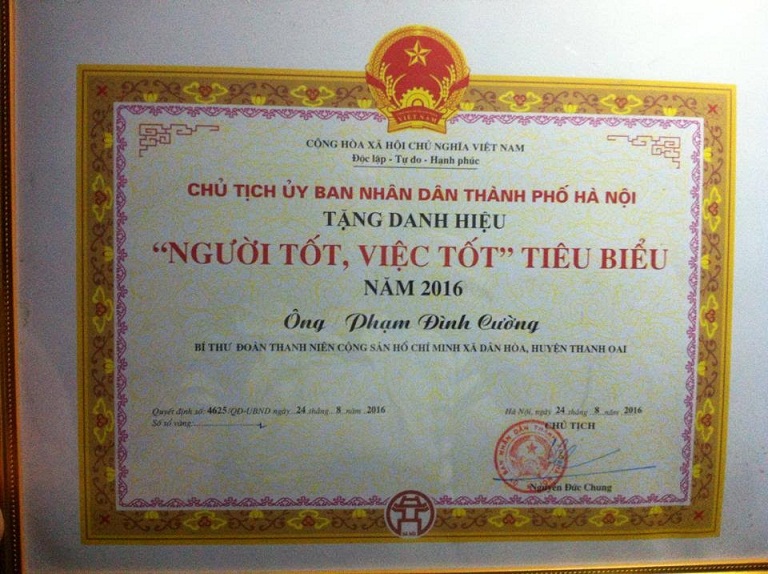 VIỆT NAM
CỘNG HÒA XÃ HỘI CHỦ NGHĨA VIỆT NAM
Độc lập - Tự do - Hạnh phúc
CHỦ TỊCH ỦY BAN NHÂN DÂN THÀNH PHỐ HÀ NỘI
TẶNG DANH HIỆU
“NGƯỜI TỐT, VIỆC TỐT” TIÊU BIỂU
NĂM 2016
Ông Phạm Đình Cường
BÍ THƯ ĐOÀN THANH NIÊN CỘNG SẢN HỒ CHÍ MINH XÃ DÂN HÒA, HUYỆN THANH OAI
Quyết định số 4625/QĐ-UBND ngày 24 tháng 8 năm 2016
Số sổ vàng:
Hà Nội, ngày 24 tháng 8 năm 2016
CHỦ TỊCH
Nguyễn Đức Chung